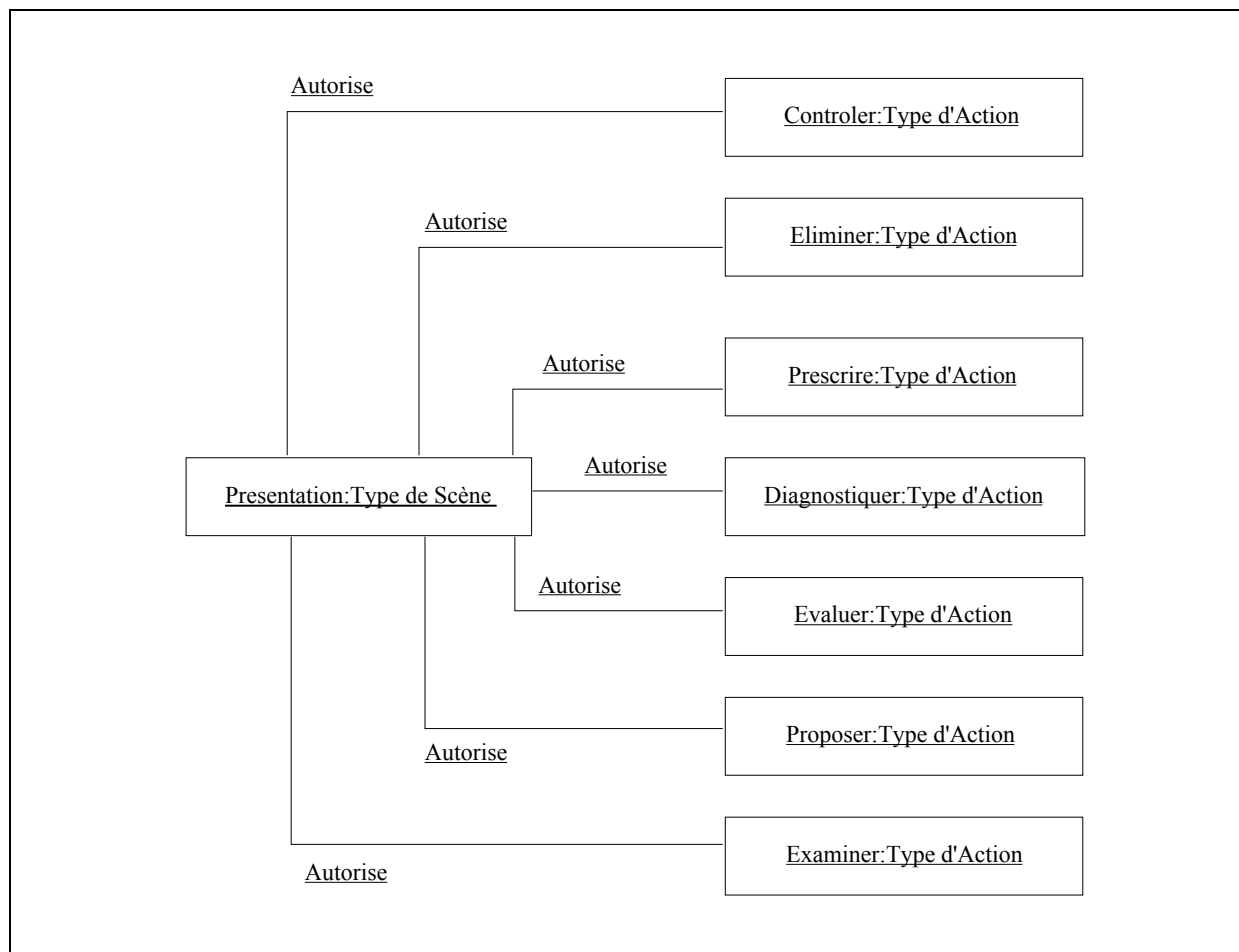 Autorise
Controler:Type d'Action
Autorise
Eliminer:Type d'Action
Autorise
Prescrire:Type d'Action
Autorise
Presentation:Type de Scène
Diagnostiquer:Type d'Action
Autorise
Evaluer:Type d'Action
Proposer:Type d'Action
Autorise
Examiner:Type d'Action
Autorise